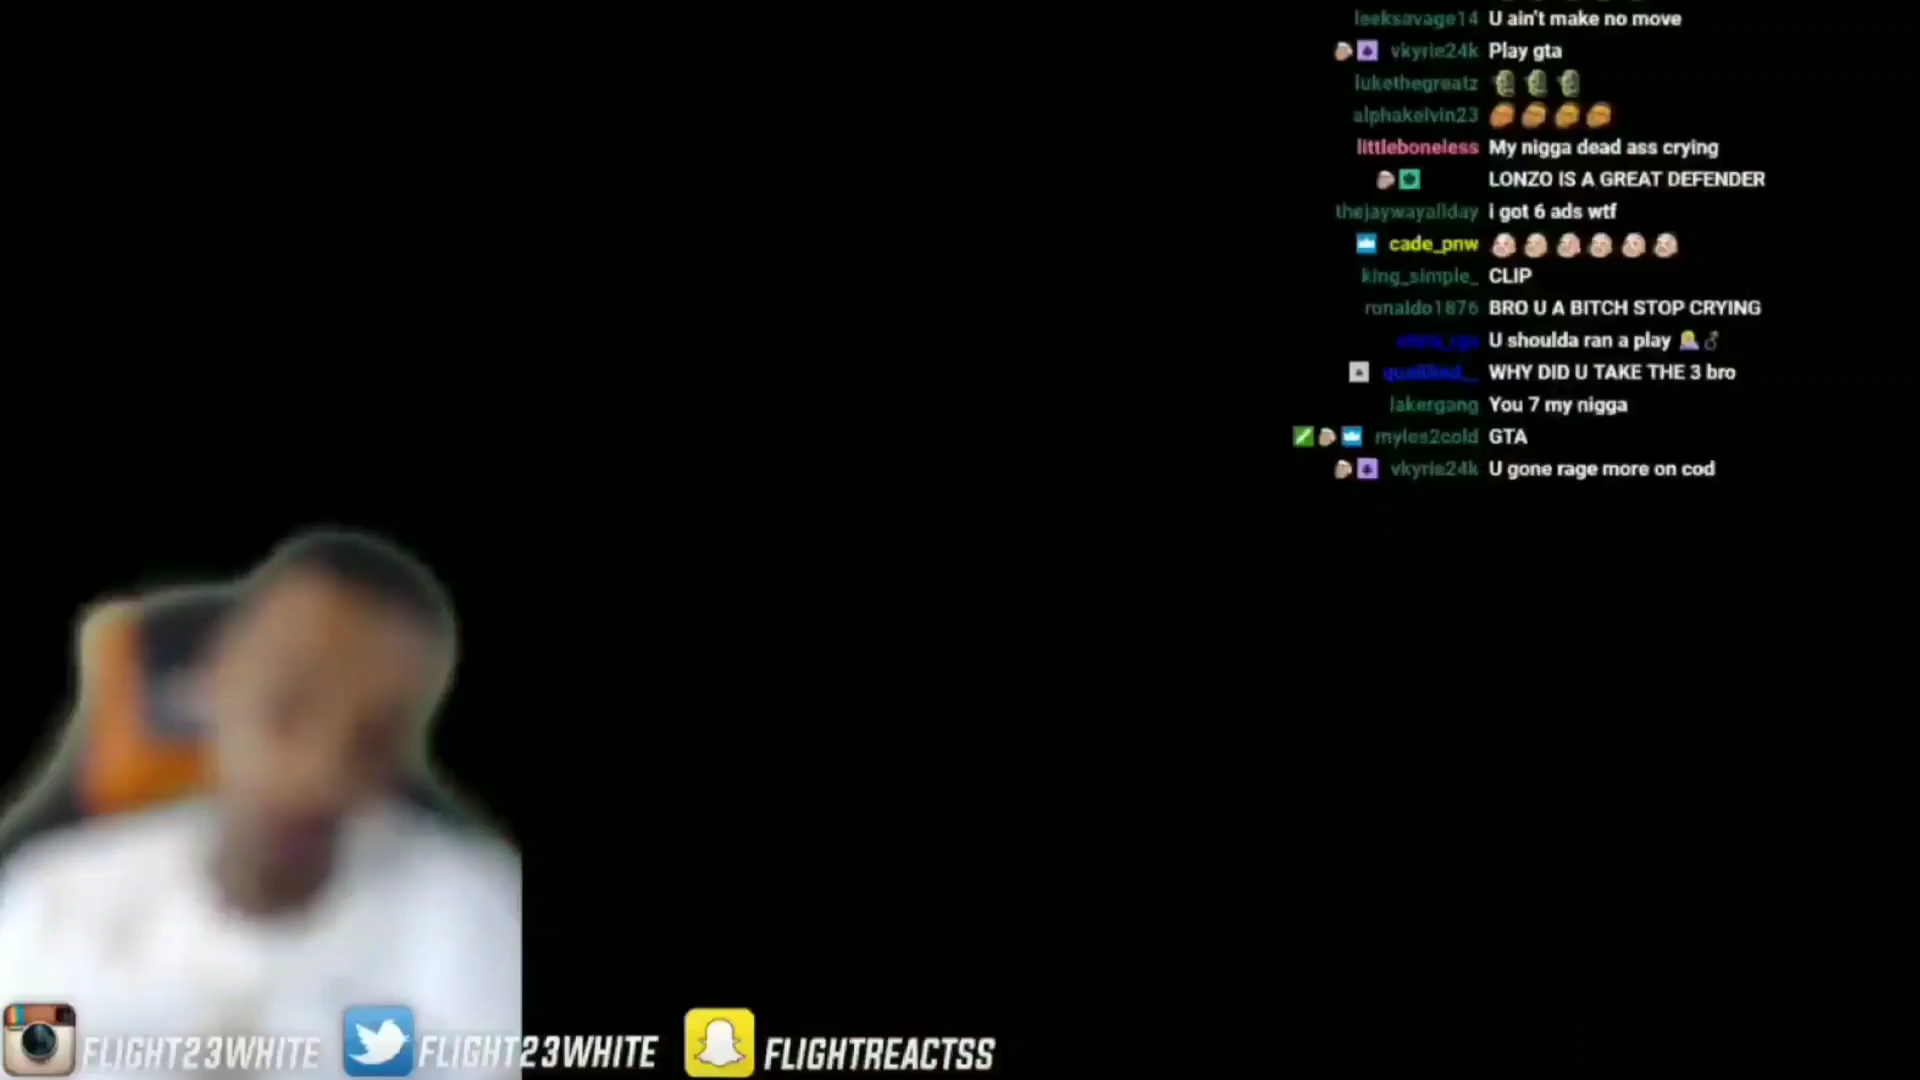 leeksavage14 U ain't make no move
vkyrie24k Play gta
lukethegreatz
alphakelvin23
littleboneless My nigga dead ass crying
LONZO IS A GREAT DEFENDER
thejaywayallday i got 6 ads wtf
cade_pnw
king_simple_ CLIP
ronaldo1876 BRO U A BITCH STOP CRYING
U shoulda ran a play
WHY DID U TAKE THE 3 bro
lakergang You 7 my nigga
myles2cold GTA
vkyrie24k U gone rage more on cod
FLIGHT23WHITE FLIGHT23WHITE FLIGHTREACTSS